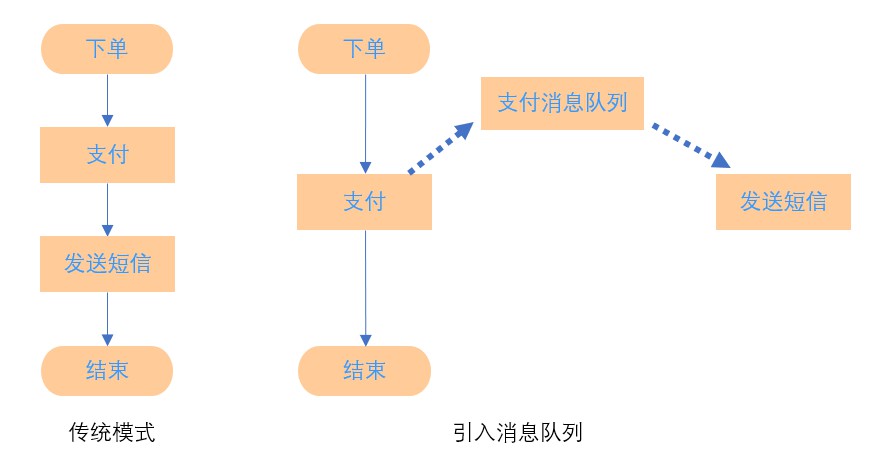 下单
支付
发送短信
结束
传统模式
下单
支付消息队列
支付
发送短信
结束
引入消息队列